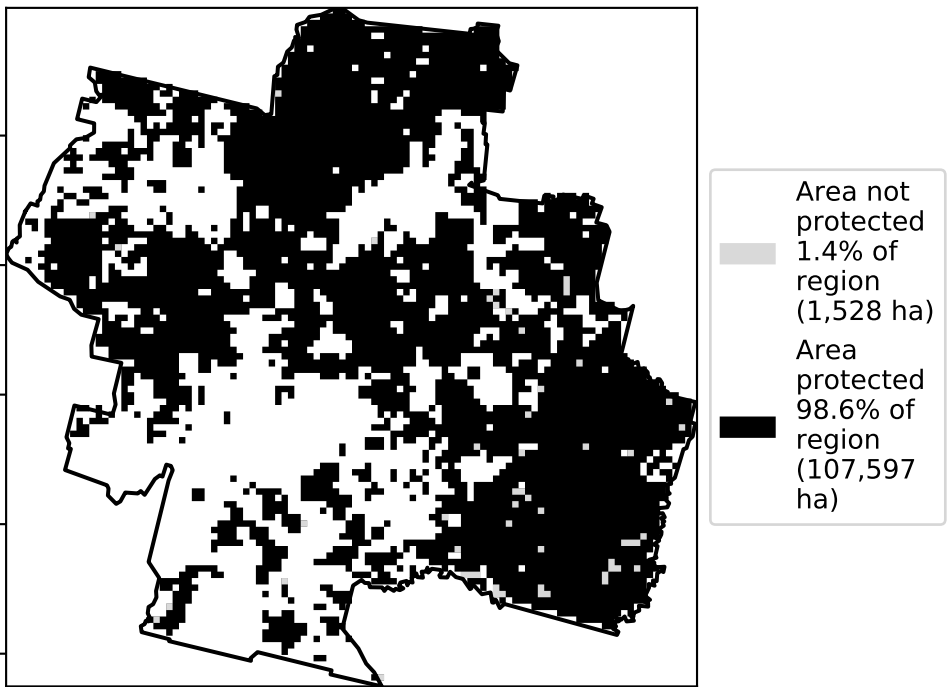 Area not
protected
1.4% of
region
(1,528 ha)
Area
protected
98.6% of
region
(107,597
ha)